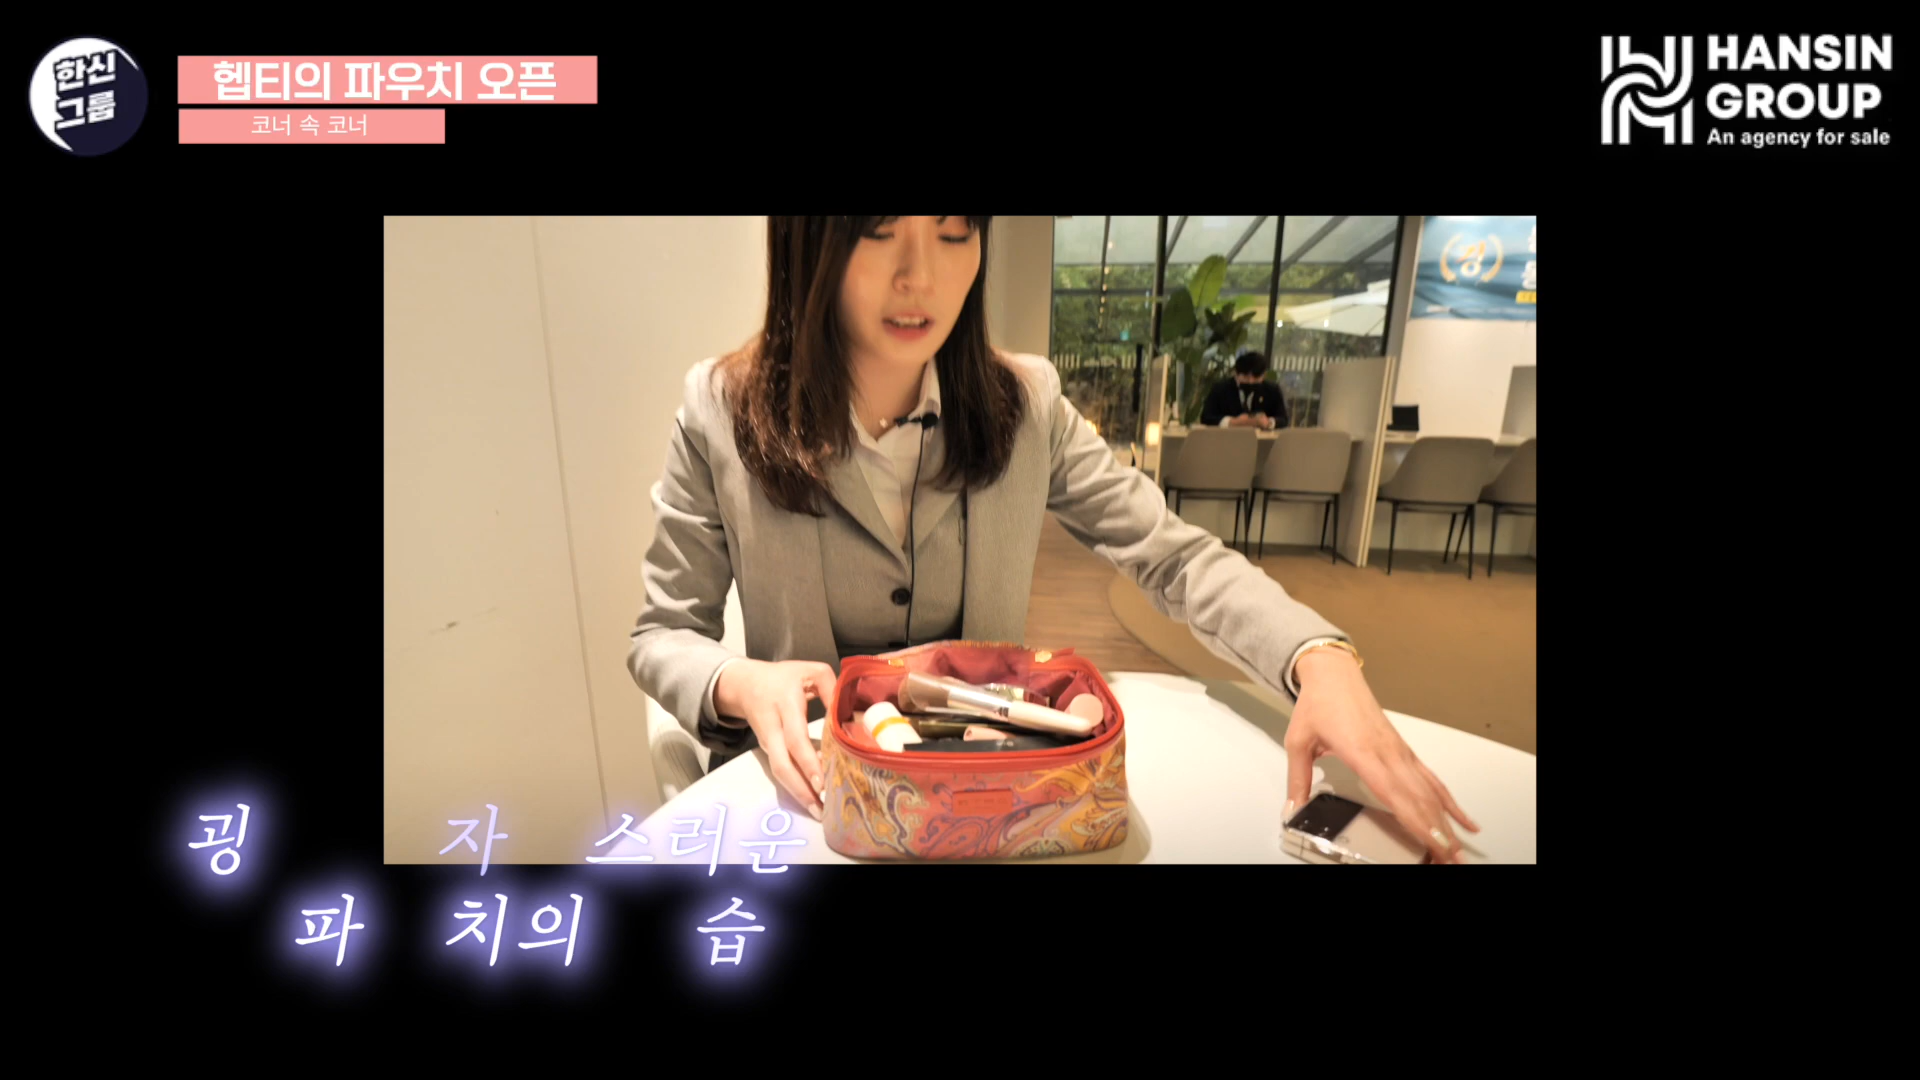 한신
그룹
헵티의 파우치 오픈
코너 속 코너
HANSIN
GROUP
An agency for sale
굉 자 스러운
파 치의 습